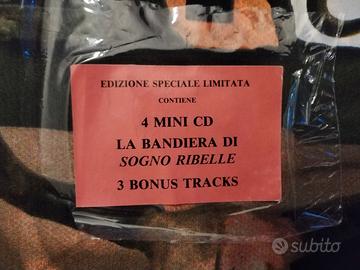 EDIZIONE SPECIALE LIMITATA
CONTIENE
4 MINI CD
LA BANDIERA DI
SOGNO RIBELLE
3 BONUS TRACKS
subito